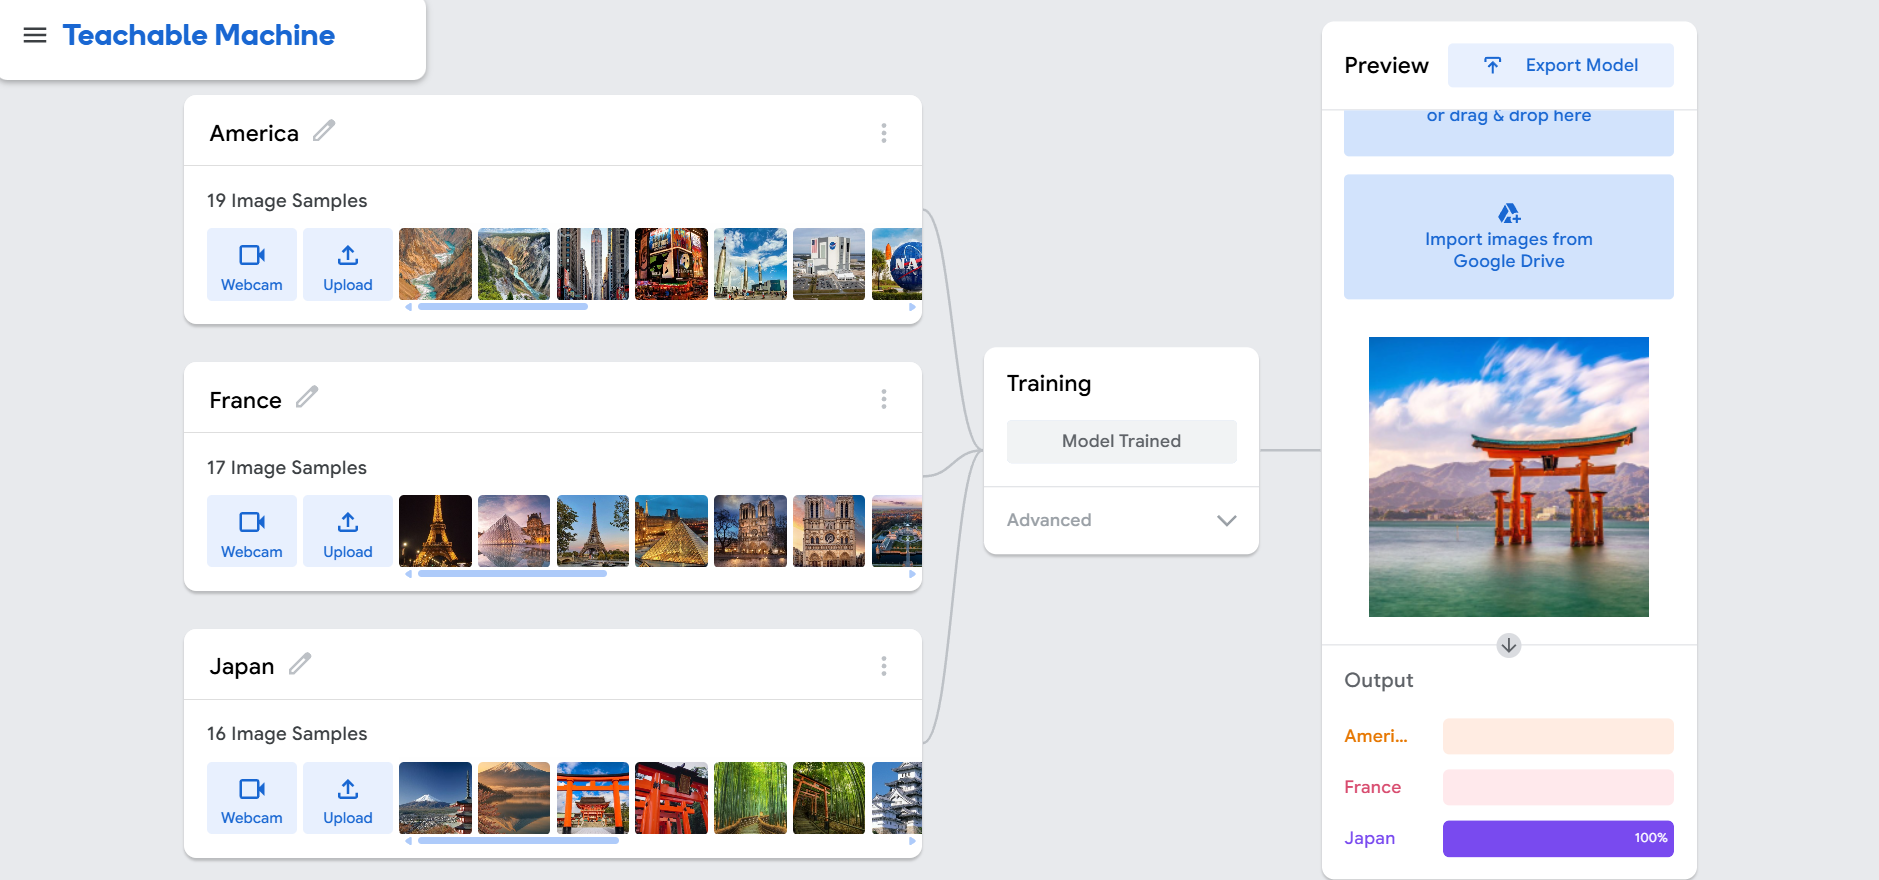 Teachable Machine
America
19 Image Samples
Webcam
Upload
NASA
France
17 Image Samples
Webcam
Upload
Japan
16 Image Samples
Webcam
Upload
Training
Model Trained
Advanced
Preview
Export Model
or drag & drop here
Import images from
Google Drive
Output
Ameri...
France
Japan
100%